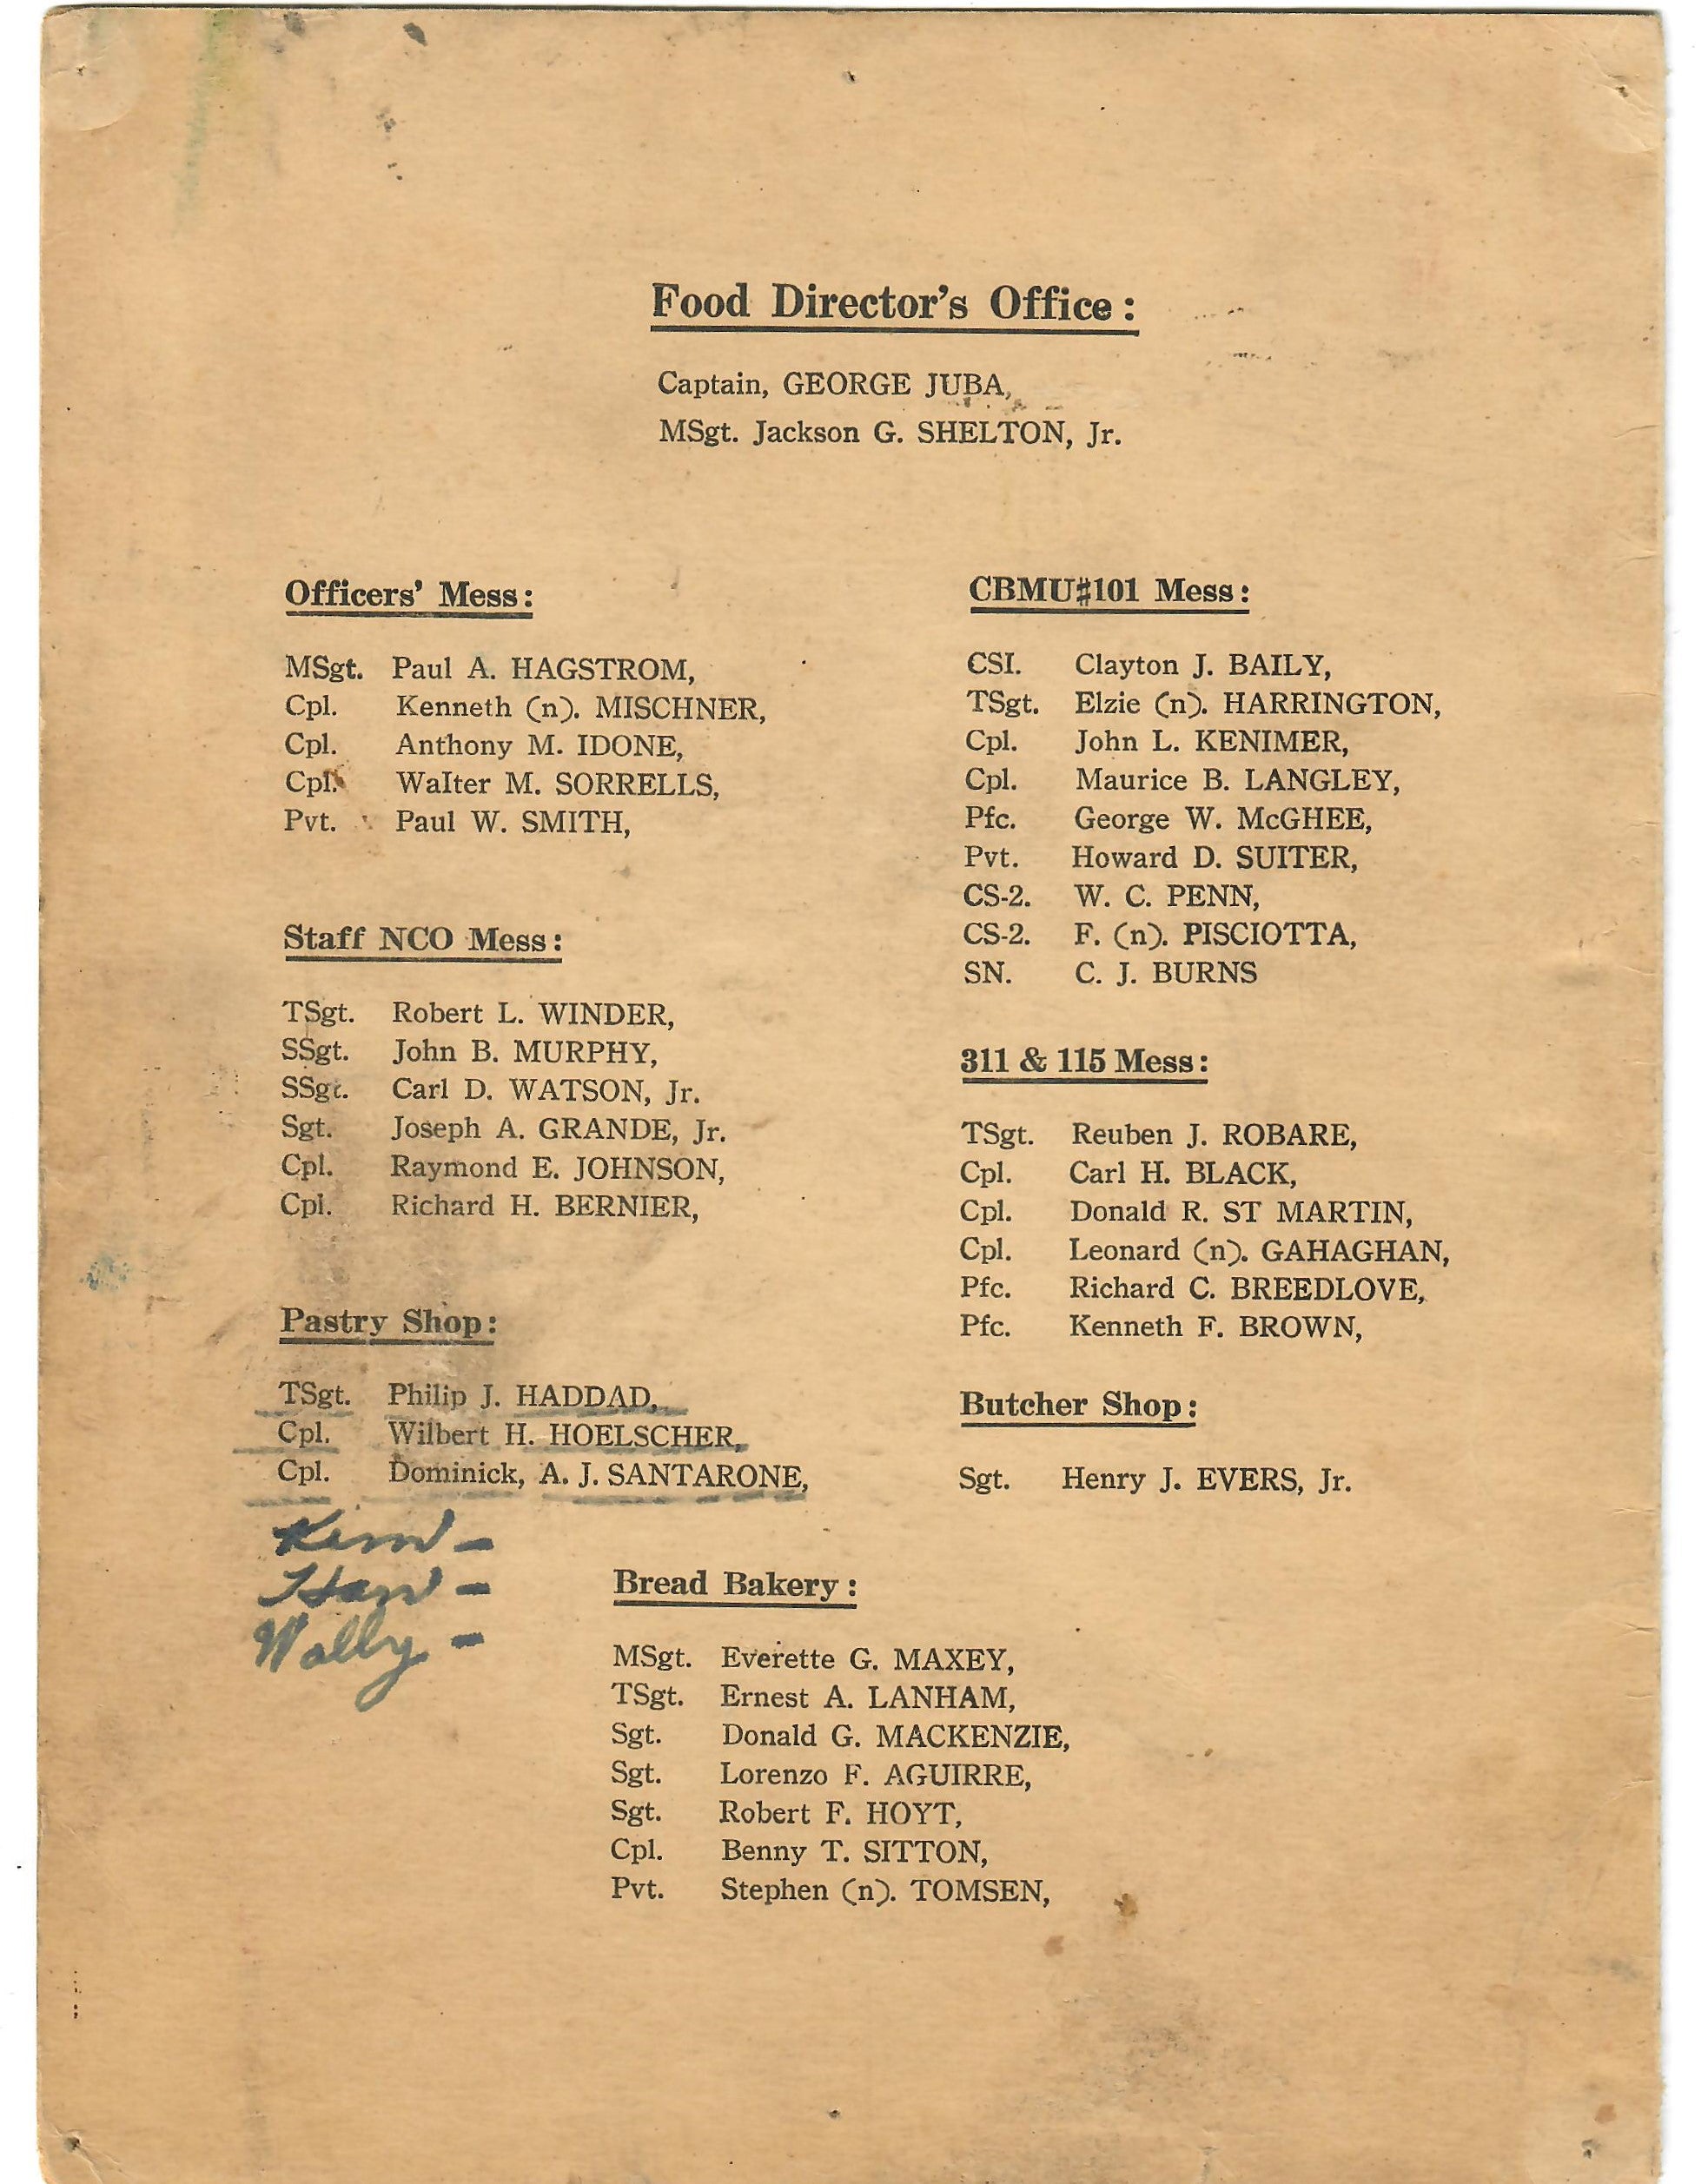 Food Director's Office:
Captain, GEORGE JUBA,
MSgt. Jackson G. SHELTON, Jr.
Officers' Mess:
MSgt. Paul A. HAGSTROM,
Cpl. Kenneth (n). MISCHNER,
Cpl. Anthony M. IDONE,
Cpl. Walter M. SORRELLS,
Pvt. Paul W. SMITH,
Staff NCO Mess:
TSgt. Robert L. WINDER,
SSgt. John B. MURPHY,
SSgt. Carl D. WATSON, Jr.
Sgt. Joseph A. GRANDE, Jr.
Cpl. Raymond E. JOHNSON,
Cpl. Richard H. BERNIER,
Pastry Shop:
TSgt. Philip J. HADDAD,
Cpl. Wilbert H. HOELSCHER,
Cpl. Dominick, A. J. SANTARONE,
Wally -
CBMU#101 Mess:
CSI. Clayton J. BAILY,
TSgt. Elzie (n). HARRINGTON,
Cpl. John L. KENIMER,
Cpl. Maurice B. LANGLEY,
Pfc. George W. McGHEE,
Pvt. Howard D. SUITER,
CS-2. W. C. PENN,
CS-2. F. (n). PISCIOTTA,
SN. C. J. BURNS
311 & 115 Mess:
TSgt. Reuben J. ROBARE,
Cpl. Carl H. BLACK,
Cpl. Donald R. ST MARTIN,
Cpl. Leonard (n). GAHAGHAN,
Pfc. Richard C. BREEDLOVE,
Pfc. Kenneth F. BROWN,
Butcher Shop:
Sgt. Henry J. EVERS, Jr.
Bread Bakery:
MSgt. Everette G. MAXEY,
TSgt. Ernest A. LANHAM,
Sgt. Donald G. MACKENZIE,
Sgt. Lorenzo F. AGUIRRE,
Sgt. Robert F. HOYT,
Cpl. Benny T. SITTON,
Pvt. Stephen (n). TOMSEN,